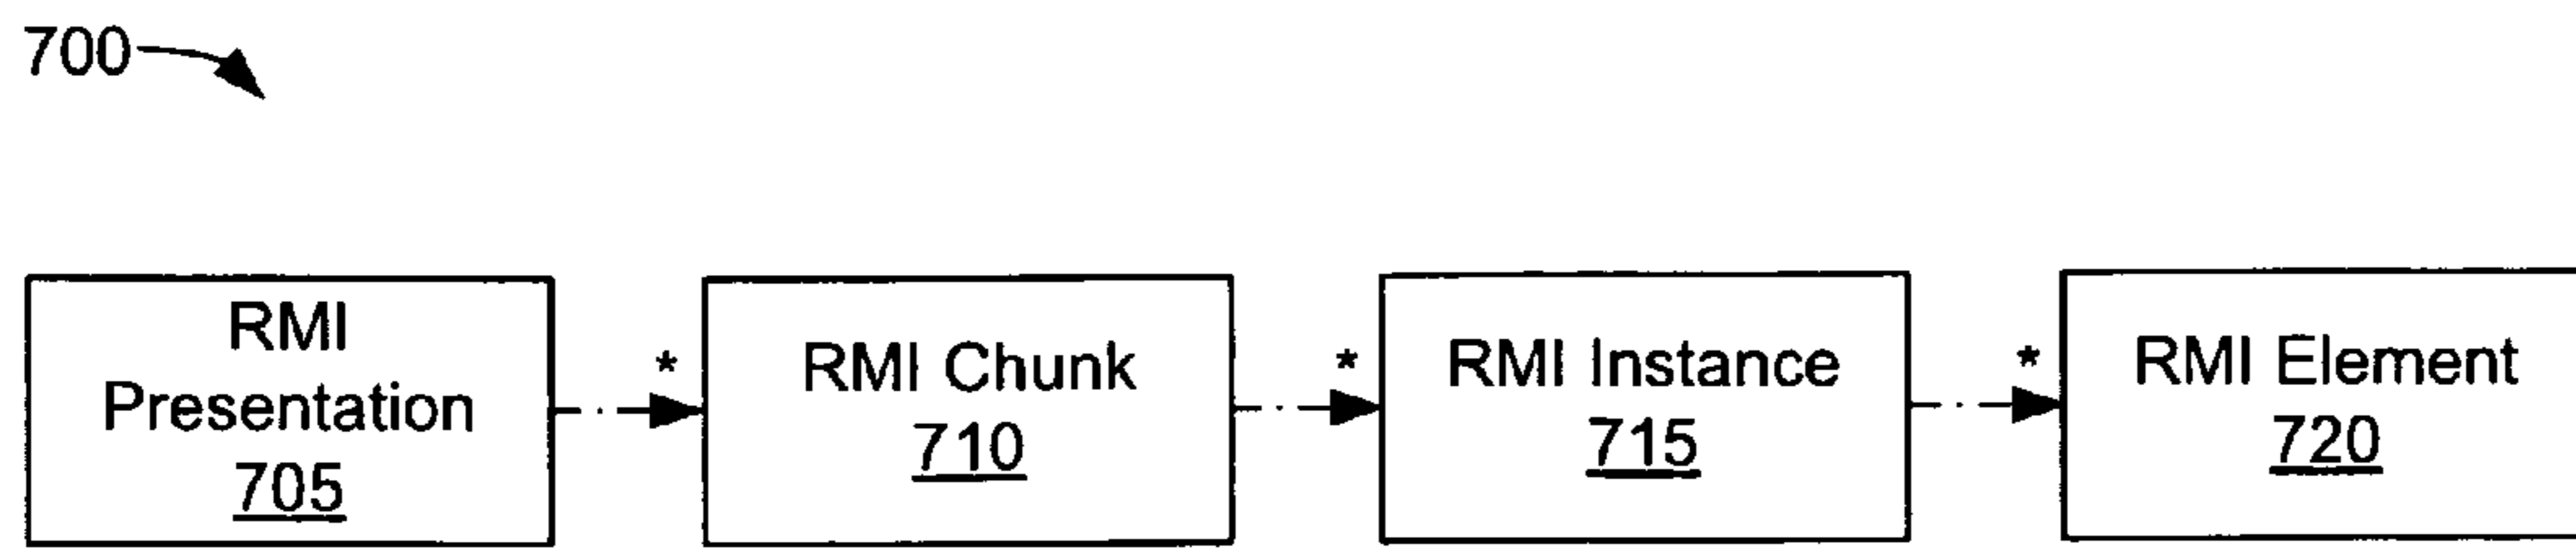 700
RMI
Presentation
705
*
RMI Chunk
710
*
RMI Instance
715
*
RMI Element
720